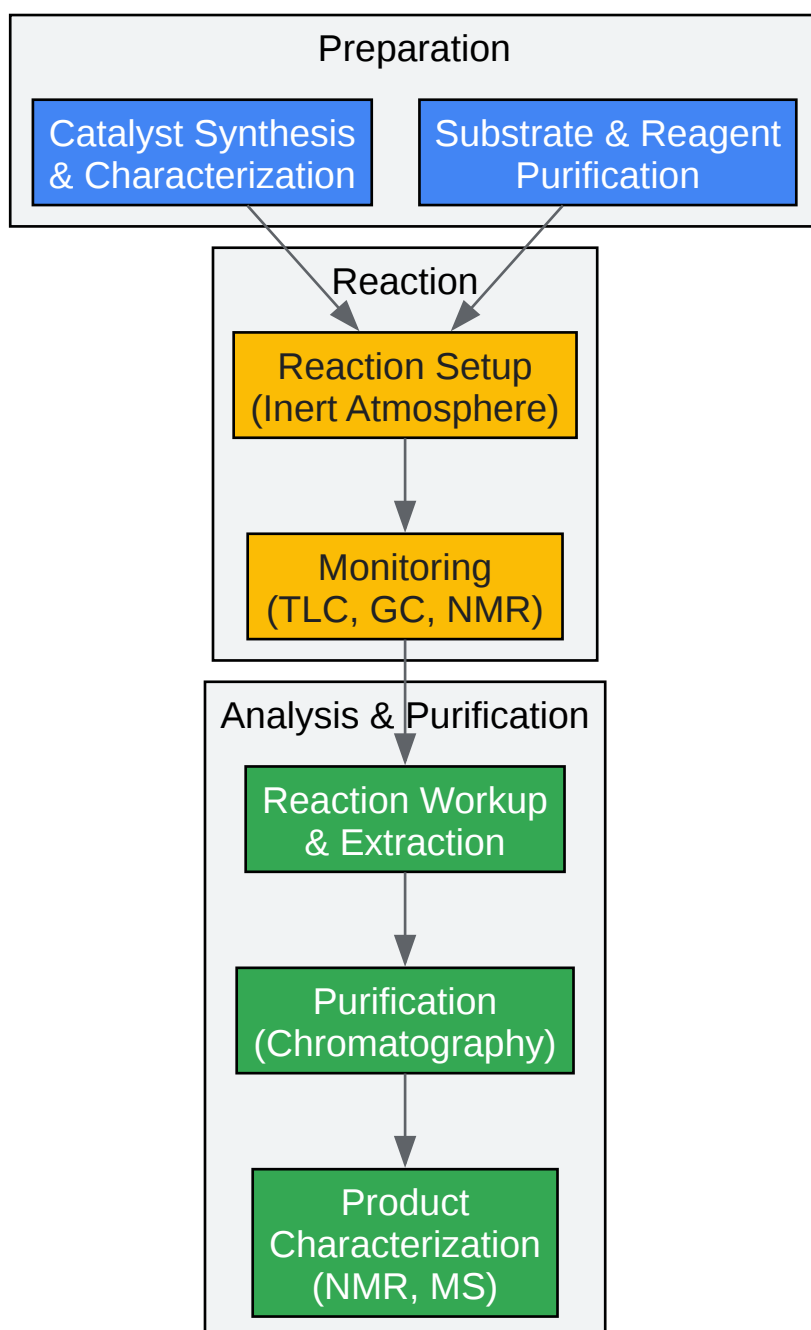 Preparation
Catalyst Synthesis
& Characterization
Substrate & Reagent
Purification
Reaction
Reaction Setup
(Inert Atmosphere)
Monitoring
(TLC, GC, NMR)
Analysis & Purification
Reaction Workup
& Extraction
Purification
(Chromatography)
Product
Characterization
(NMR, MS)